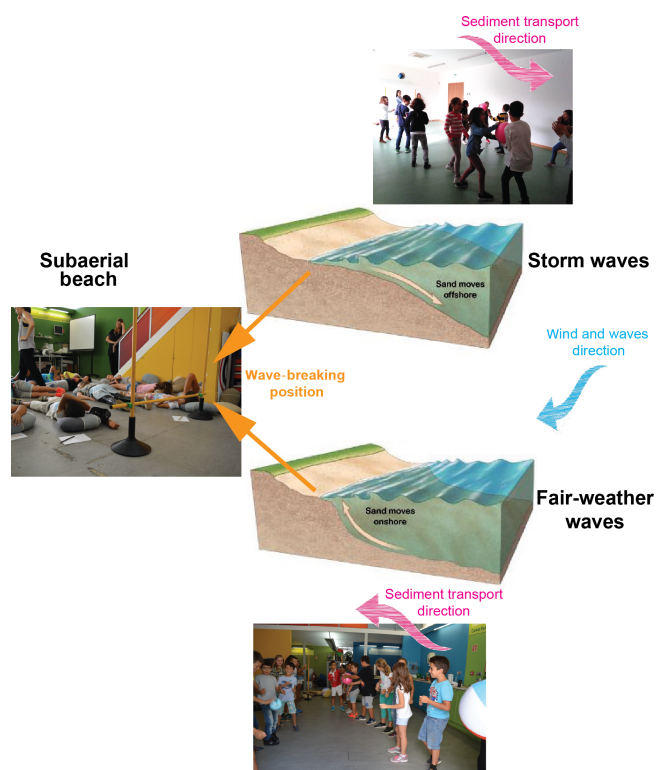 Sediment transport
direction
Subaerial
beach
Storm waves
Sand moves
offshore
Wind and waves
direction
Wave-breaking
position
Fair-weather
waves
Sand moves
onshore
Sediment transport
direction